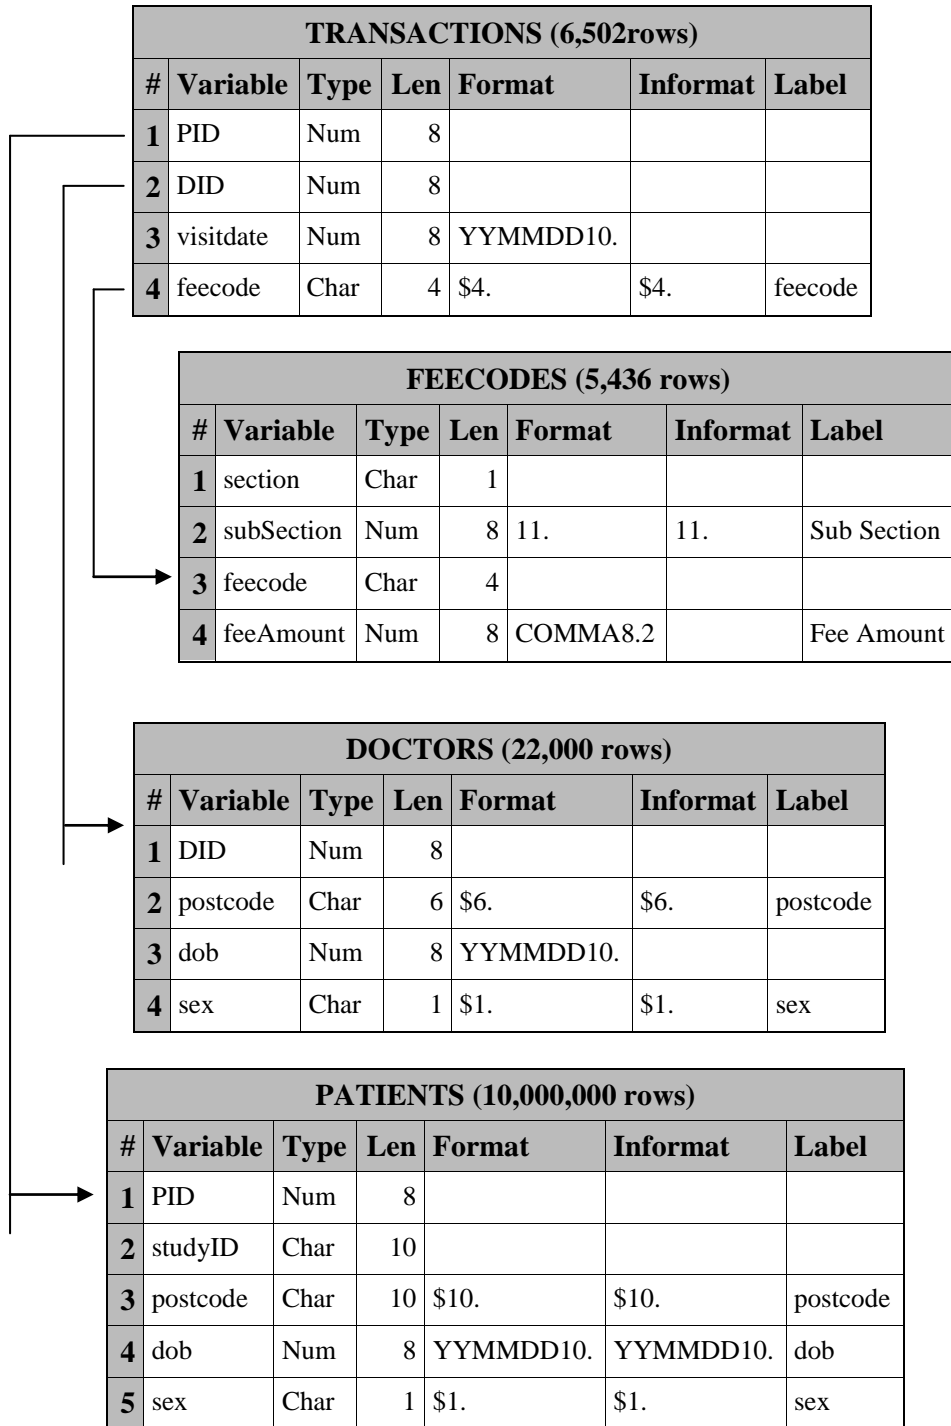 TRANSACTIONS (6,502rows)
# Variable Type Len Format Informat Label
1 PID Num 8
2 DID Num 8
3 visitdate Num 8 YYMMDD10.
4 feecode Char 4 $4. $4. feecode
FEECODES (5,436 rows)
# Variable Type Len Format Informat Label
1 section Char 1
2 subSection Num 8 11. 11. Sub Section
3 feecode Char 4
4 feeAmount Num 8 COMMA8.2 Fee Amount
DOCTORS (22,000 rows)
# Variable Type Len Format Informat Label
1 DID Num 8
2 postcode Char 6 $6. $6. postcode
3 dob Num 8 YYMMDD10.
4 sex Char 1 $1. $1. sex
PATIENTS (10,000,000 rows)
# Variable Type Len Format Informat Label
1 PID Num 8
2 studyID Char 10
3 postcode Char 10 $10. $10. postcode
4 dob Num 8 YYMMDD10. YYMMDD10. dob
5 sex Char 1 $1. $1. sex